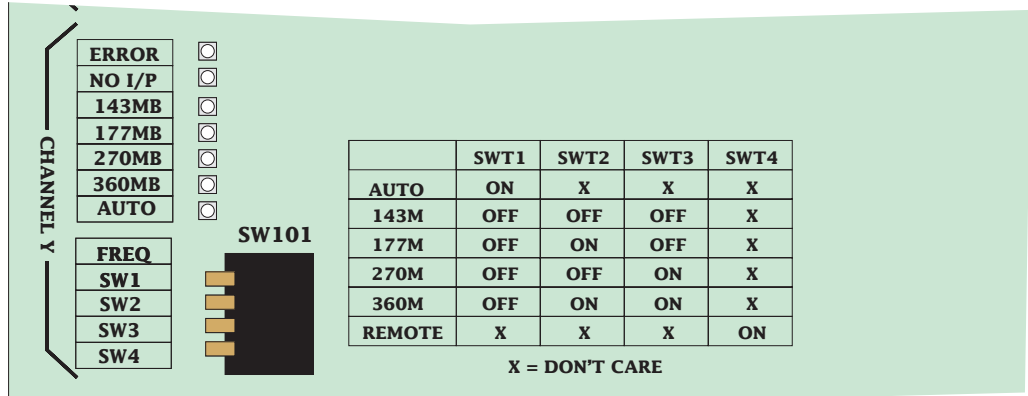 CHANNEL Y
ERROR
NO I/P
143MB
177MB
270MB
360MB
AUTO
FREQ
SW1
SW2
SW3
SW4
SW101
SWT1 SWT2 SWT3 SWT4
AUTO ON X X X
143M OFF OFF OFF X
177M OFF ON OFF X
270M OFF OFF ON X
360M OFF ON ON X
REMOTE X X X ON
X = DON'T CARE